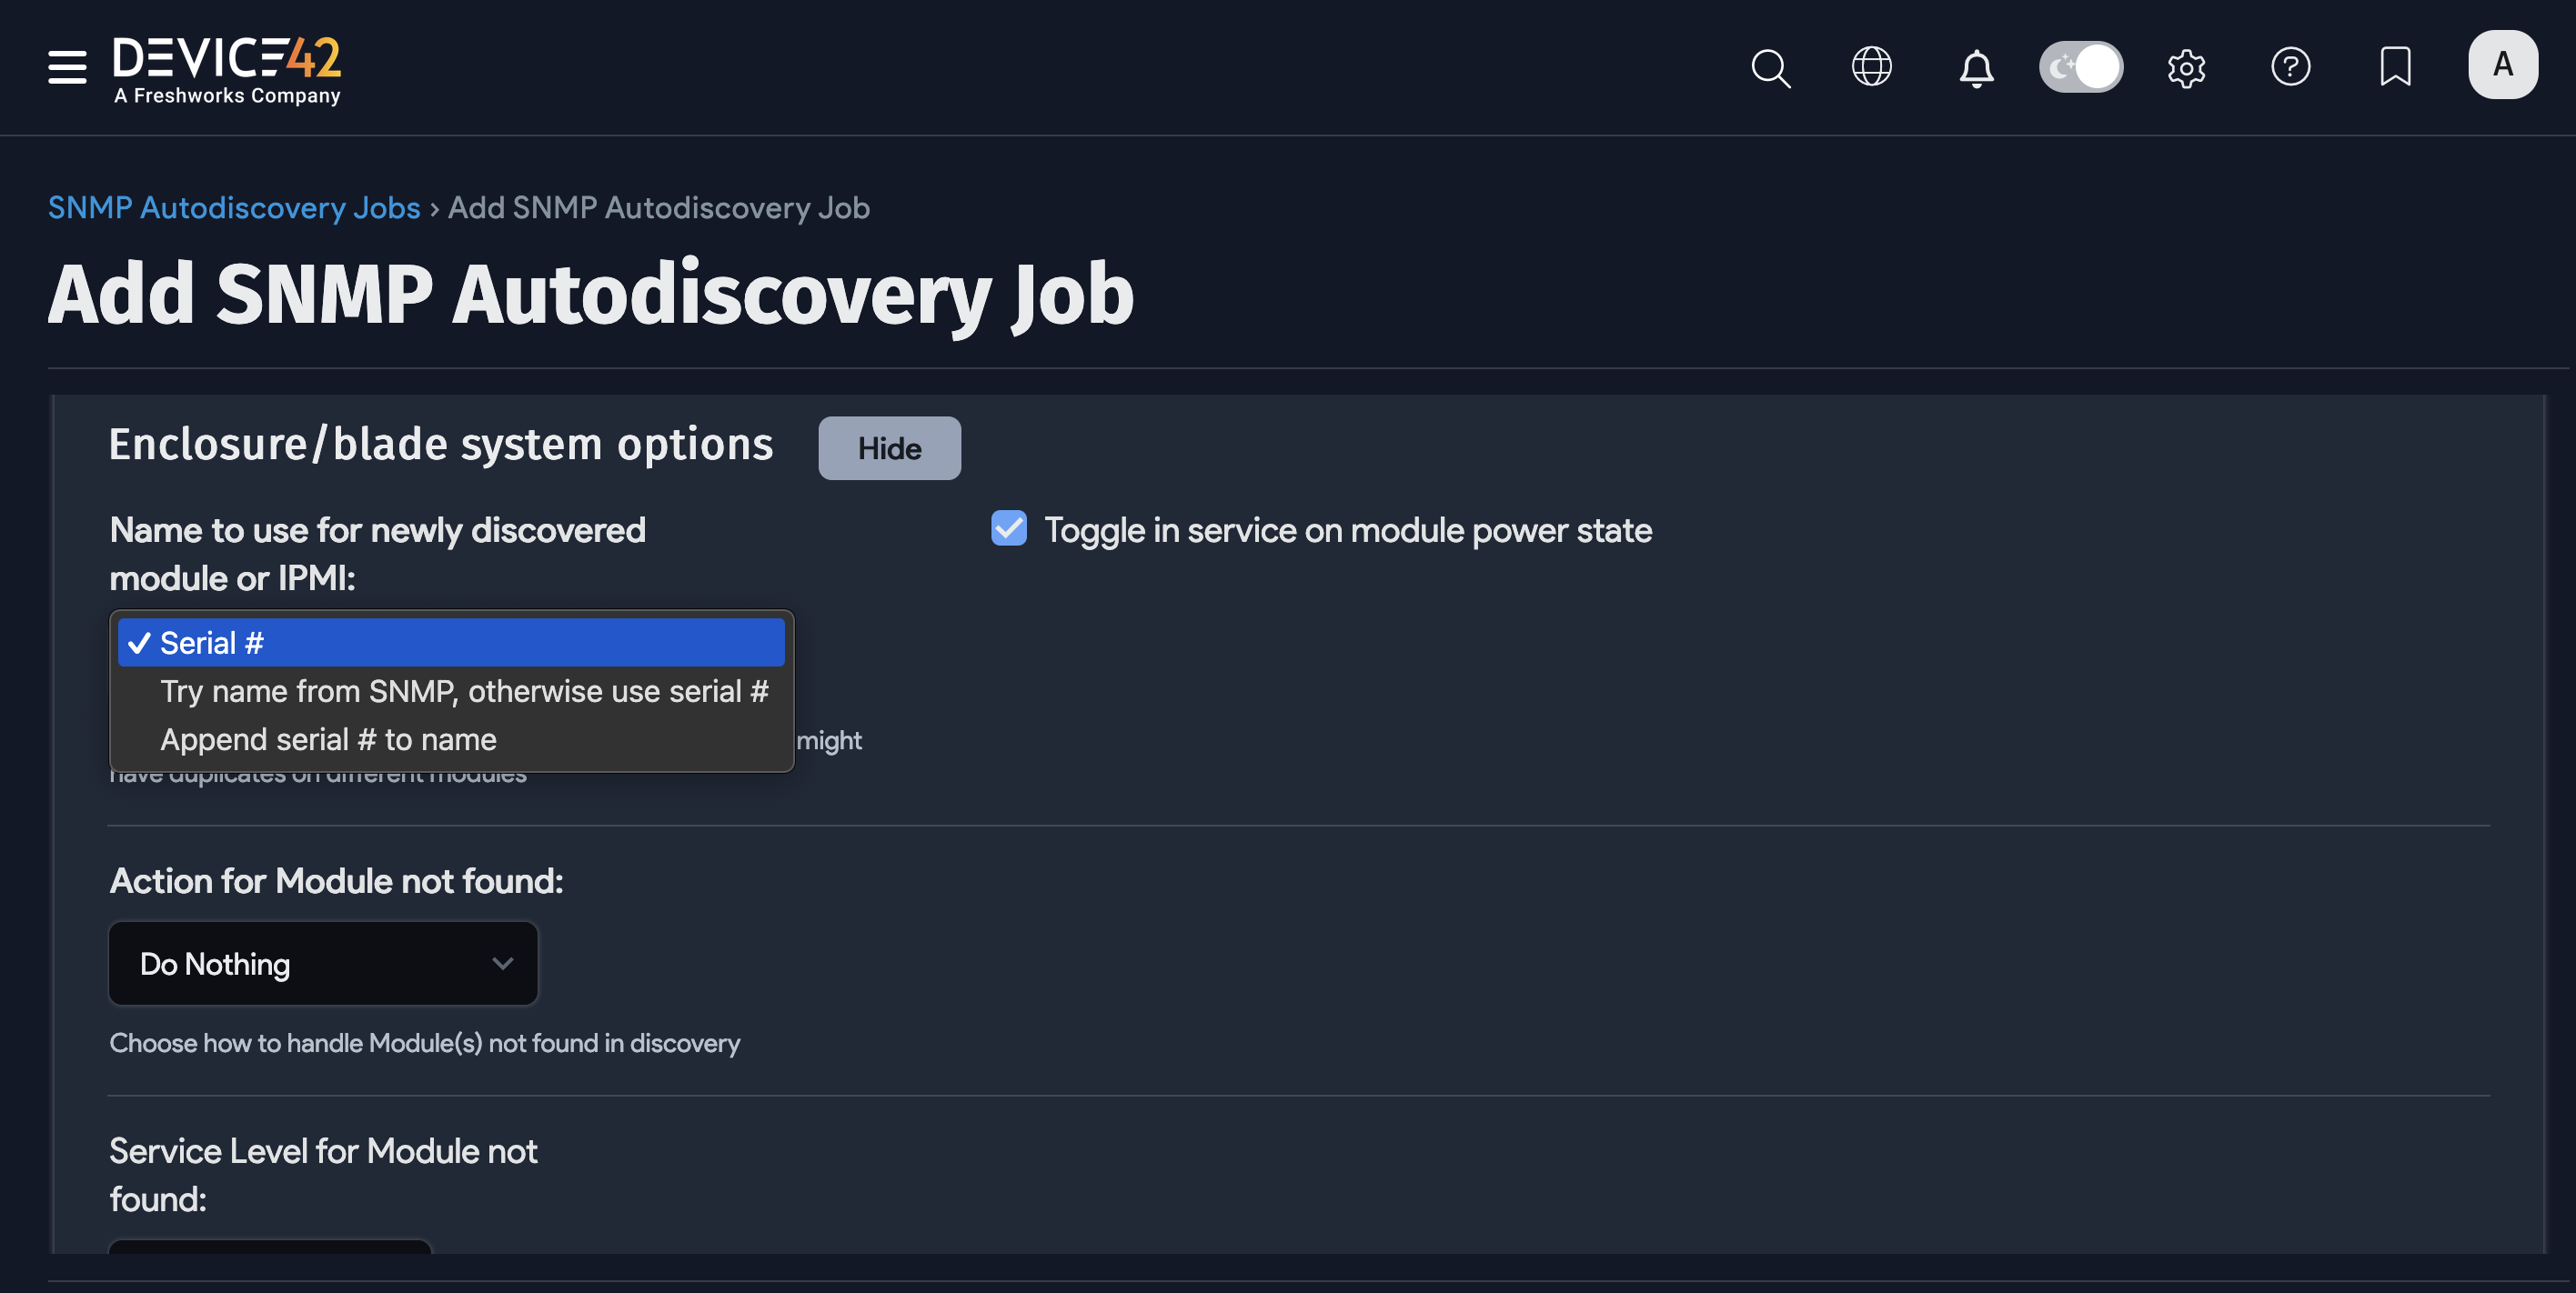 DEVICE42
A Freshworks Company
A
SNMP Autodiscovery Jobs › Add SNMP Autodiscovery Job
Add SNMP Autodiscovery Job
Enclosure/blade system options
Hide
Name to use for newly discovered
module or IPMI:
Toggle in service on module power state
Serial #
Try name from SNMP, otherwise use serial #
Append serial # to name
might
have duplicates on different modules
Action for Module not found:
Do Nothing
Choose how to handle Module(s) not found in discovery
Service Level for Module not
found: